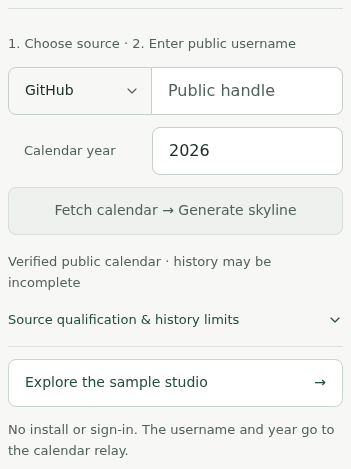 1. Choose source · 2. Enter public username
GitHub
Public handle
Calendar year
2026
Fetch calendar → Generate skyline
Verified public calendar · history may be
incomplete
Source qualification & history limits
Explore the sample studio →
No install or sign-in. The username and year go to
the calendar relay.